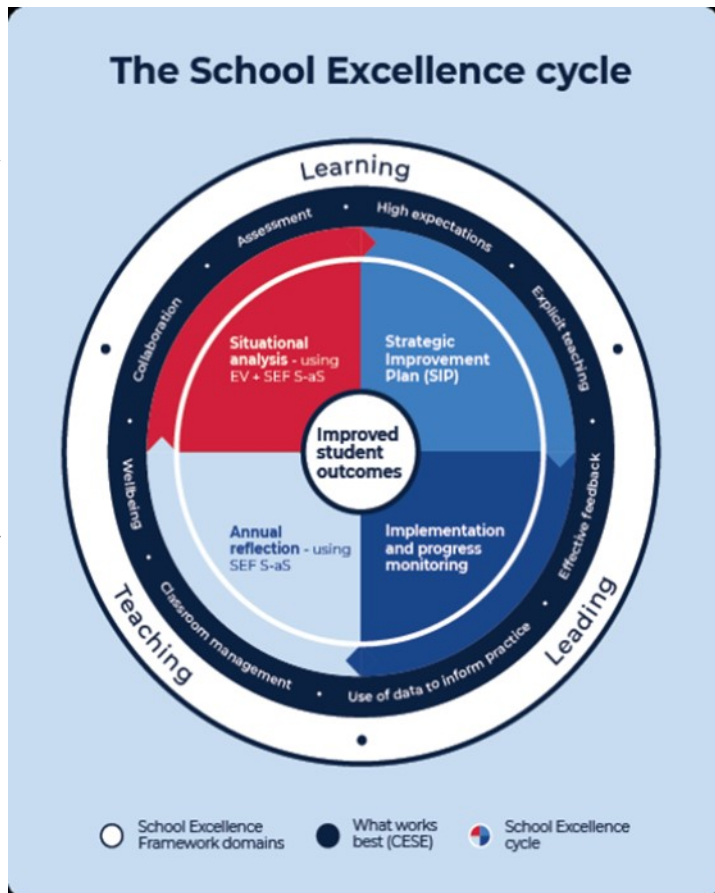 The School Excellence cycle
Learning
Assessment
High expectations
Collaboration
Explicit teaching
Situational
analysis - using
EV + SEF S-aS
Strategic
Improvement
Plan (SIP)
Improved
student
outcomes
Wellbeing
Effective feedback
Annual
reflection - using
SEF S-aS
Implementation
and progress
monitoring
Classroom management
Use of data to inform practice
Teaching
Leading
School Excellence
Framework domains
What works
best (CESE)
School Excellence
cycle